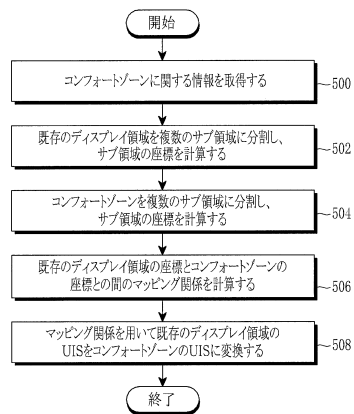 開始
コンフォートゾーンに関する情報を取得する
500
既存のディスプレイ領域を複数のサブ領域に分割し、
サブ領域の座標を計算する
502
コンフォートゾーンを複数のサブ領域に分割し、
サブ領域の座標を計算する
504
既存のディスプレイ領域の座標とコンフォートゾーンの
座標との間のマッピング関係を計算する
506
マッピング関係を用いて既存のディスプレイ領域の
UISをコンフォートゾーンのUISに変換する
508
終了